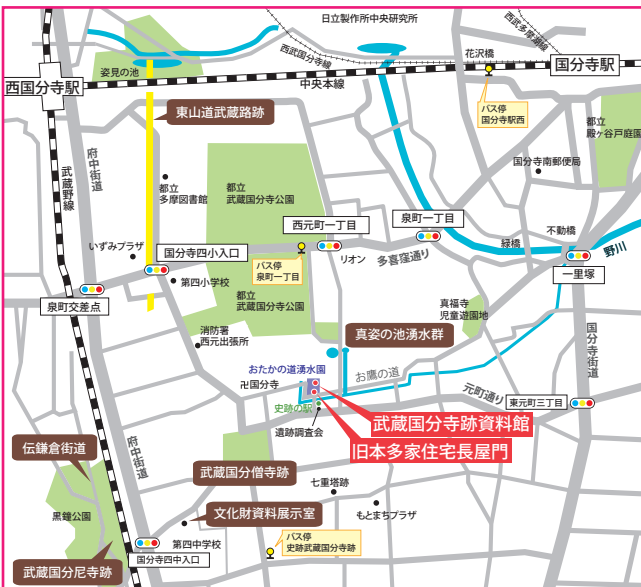 日立製作所中央研究所
西武国分寺線
西武多摩湖線
花沢橋
姿見の池
西国分寺駅
中央本線
国分寺駅
バス停
国分寺駅西
東山道武蔵路跡
都立
殿ヶ谷戸庭園
府中街道
武蔵野線
国分寺南郵便局
都立
多摩図書館
都立
武蔵国分寺公園
西元町一丁目
泉町一丁目
不動橋
いずみプラザ
国分寺四小入口
リオン
多喜窪通り
緑橋
野川
バス停
泉町一丁目
一里塚
泉町交差点
第四小学校
都立
武蔵国分寺公園
真福寺
児童遊園地
消防署
西元出張所
真姿の池湧水群
国分寺街道
おたかの道湧水園
お鷹の道
卍国分寺
元町通り
史跡の駅
東元町三丁目
遺跡調査会
武蔵国分寺跡資料館
旧本多家住宅長屋門
府中街道
伝鎌倉街道
武蔵国分僧寺跡
七重塔跡
黒鐘公園
文化財資料展示室
もとまちプラザ
第四中学校
バス停
史跡武蔵国分寺跡
国分寺四中入口
武蔵国分尼寺跡